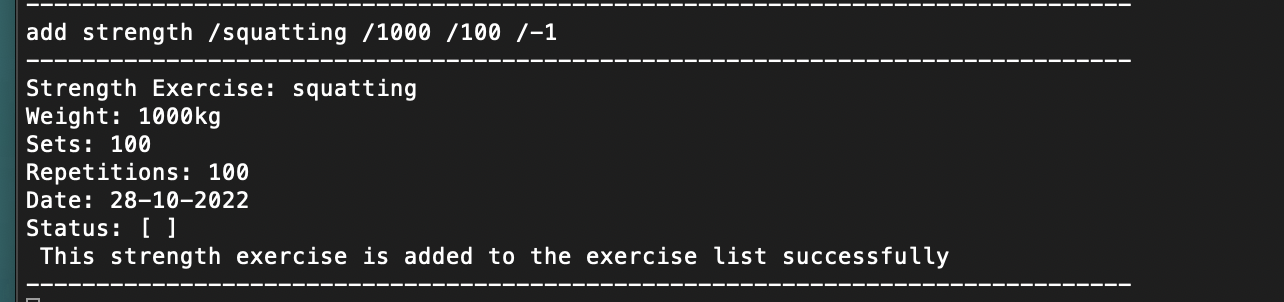 --------------------------------------------------------------------------------
add strength /squatting /1000 /100 /-1
--------------------------------------------------------------------------------
Strength Exercise: squatting
Weight: 1000kg
Sets: 100
Repetitions: 100
Date: 28-10-2022
Status: [ ]
This strength exercise is added to the exercise list successfully
--------------------------------------------------------------------------------